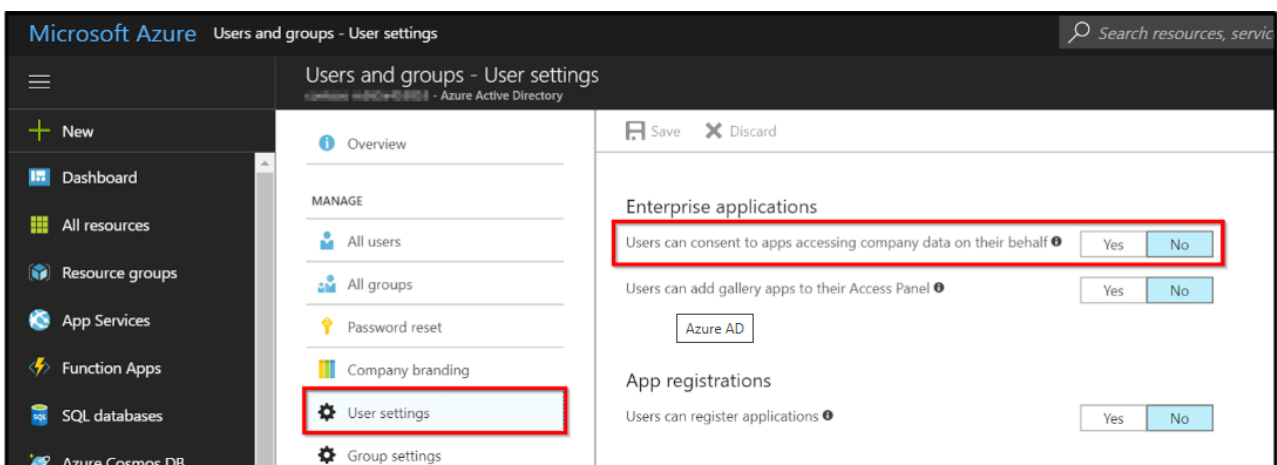 Microsoft Azure Users and groups - User settings
Search resources, servic
Users and groups - User settings
- Azure Active Directory
New
Dashboard
All resources
Resource groups
App Services
Function Apps
SQL databases
Azure Cosmos DB
Overview
MANAGE
All users
All groups
Password reset
Company branding
User settings
Group settings
Save Discard
Enterprise applications
Users can consent to apps accessing company data on their behalf Yes No
Users can add gallery apps to their Access Panel Yes No
Azure AD
App registrations
Users can register applications Yes No